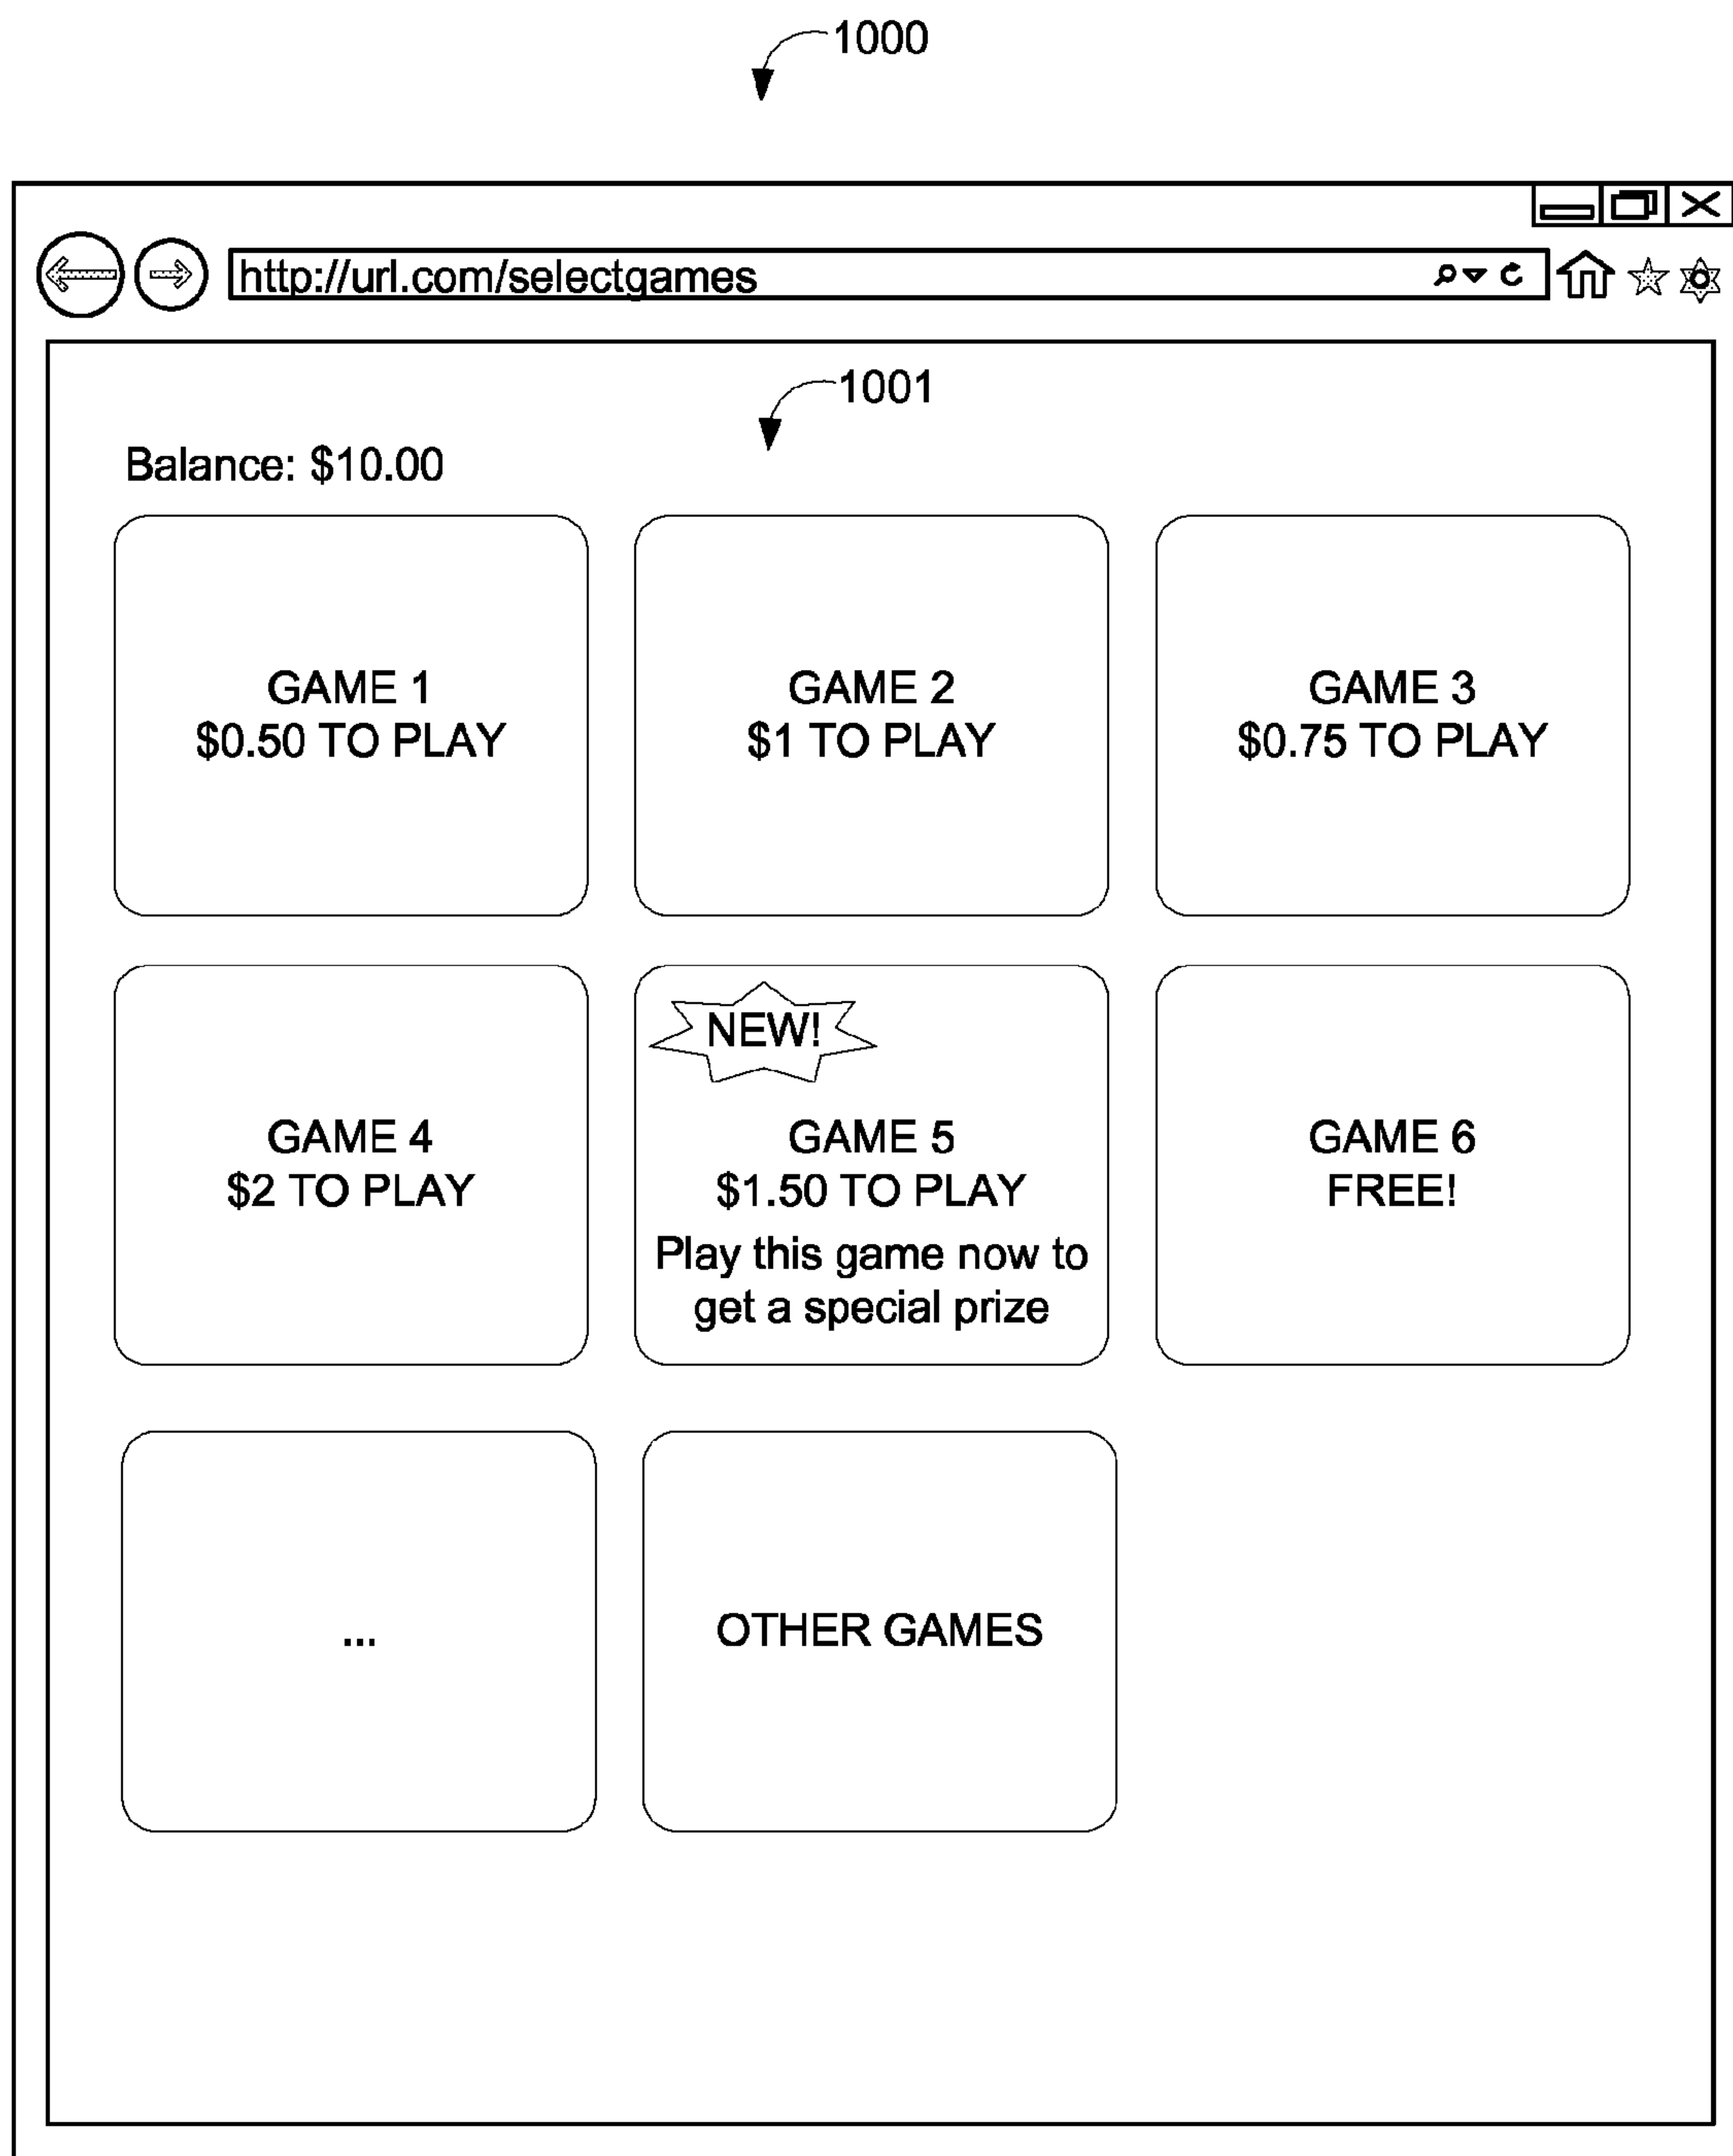 1000
http://url.com/selectgames
1001
Balance: $10.00
GAME 1
$0.50 TO PLAY
GAME 2
$1 TO PLAY
GAME 3
$0.75 TO PLAY
GAME 4
$2 TO PLAY
NEW!
GAME 5
$1.50 TO PLAY
Play this game now to
get a special prize
GAME 6
FREE!
...
OTHER GAMES